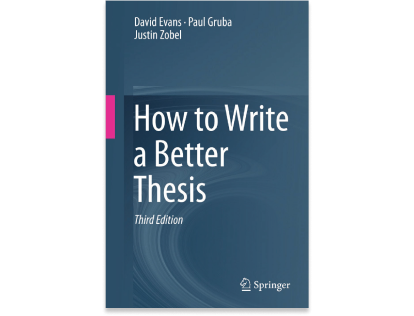 David Evans · Paul Gruba
Justin Zobel
How to Write
a Better
Thesis
Third Edition
Springer